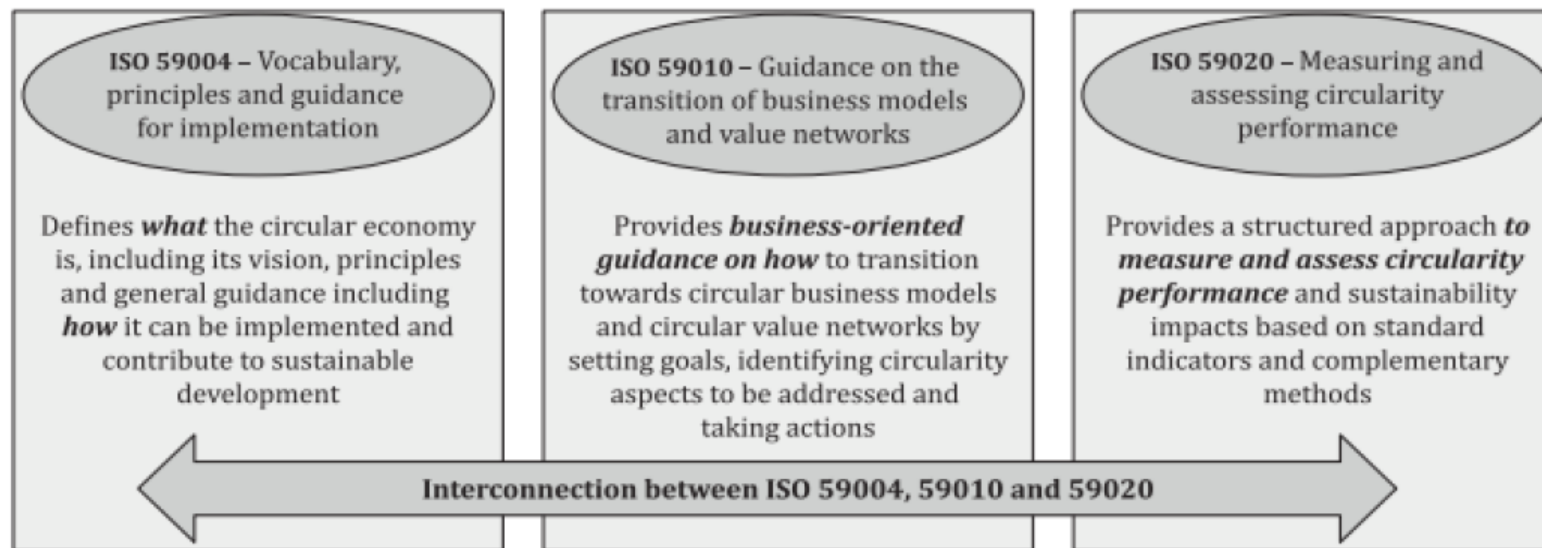 ISO 59004 – Vocabulary,
principles and guidance
for implementation
Defines what the circular economy
is, including its vision, principles
and general guidance including
how it can be implemented and
contribute to sustainable
development
ISO 59010 – Guidance on the
transition of business models
and value networks
Provides business-oriented
guidance on how to transition
towards circular business models
and circular value networks by
setting goals, identifying circularity
aspects to be addressed and
taking actions
ISO 59020 – Measuring and
assessing circularity
performance
Provides a structured approach to
measure and assess circularity
performance and sustainability
impacts based on standard
indicators and complementary
methods
Interconnection between ISO 59004, 59010 and 59020